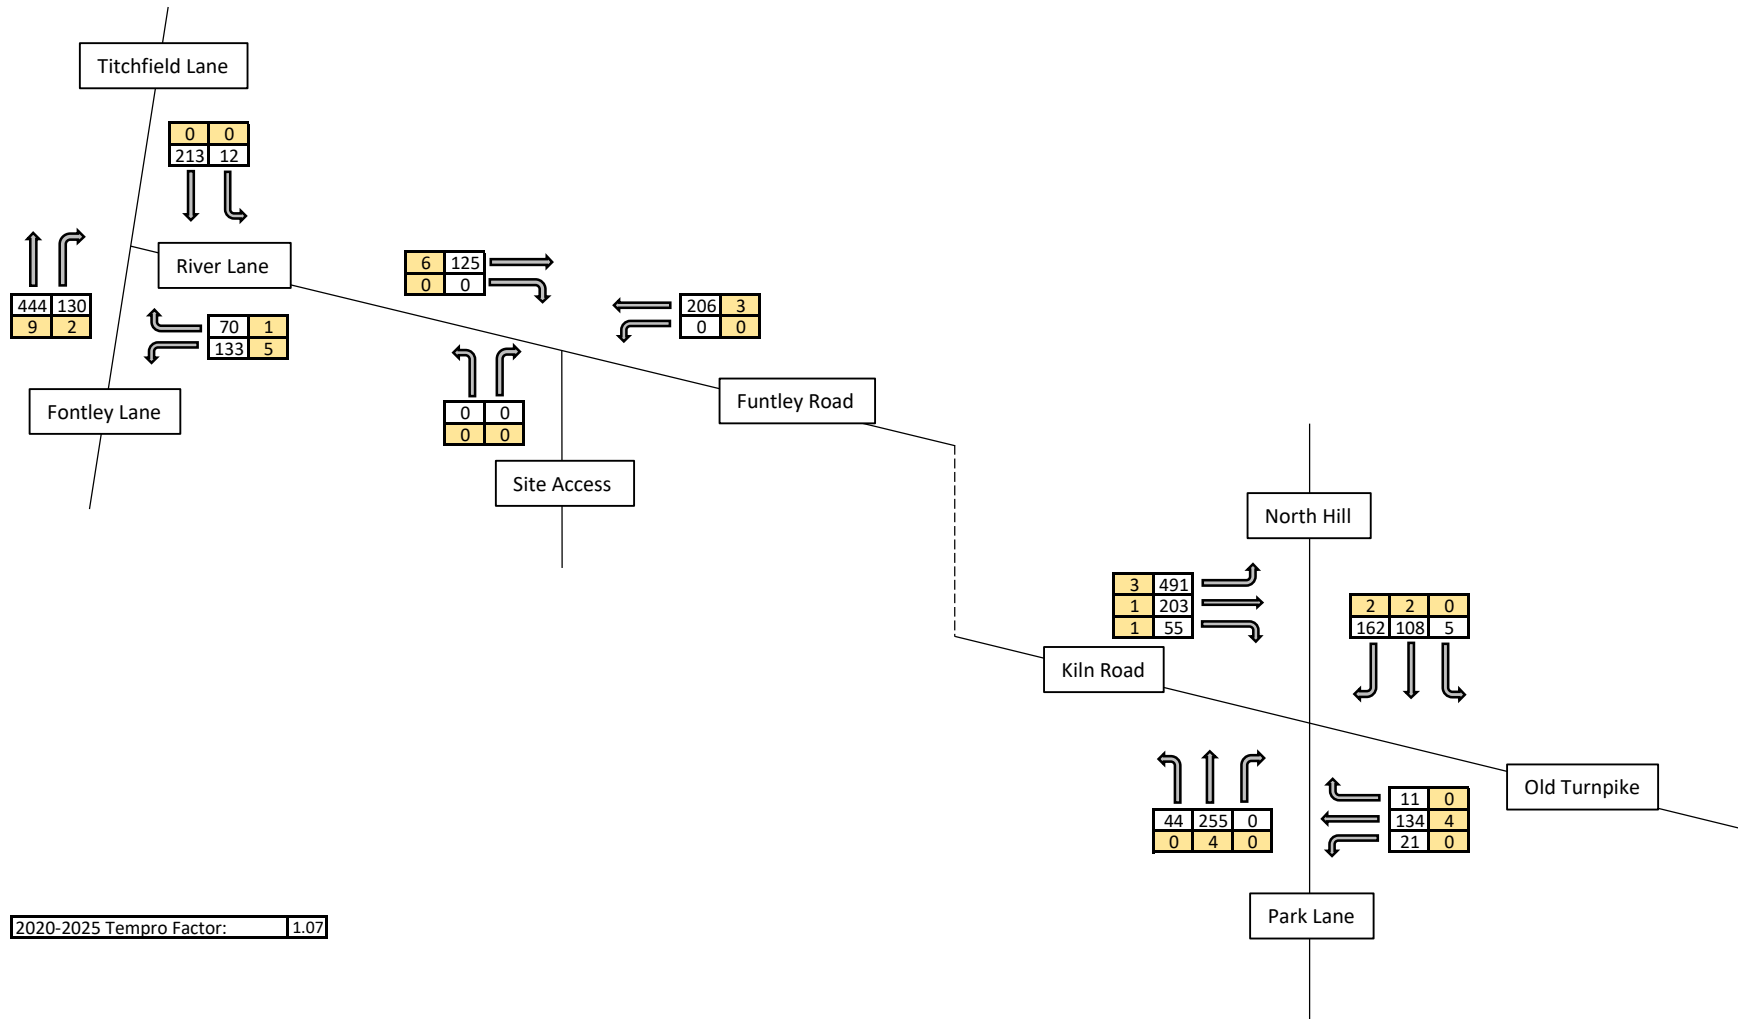 Titchfield Lane
0 0
213 12
River Lane
6 125
0 0
444 130
9 2
206 3
0 0
70 1
133 5
Fontley Lane
0 0
0 0
Funtley Road
Site Access
North Hill
3 491
1 203
1 55
2 2 0
162 108 5
Kiln Road
Old Turnpike
44 255 0
0 4 0
11 0
134 4
21 0
Park Lane
2020-2025 Tempro Factor: 1.07